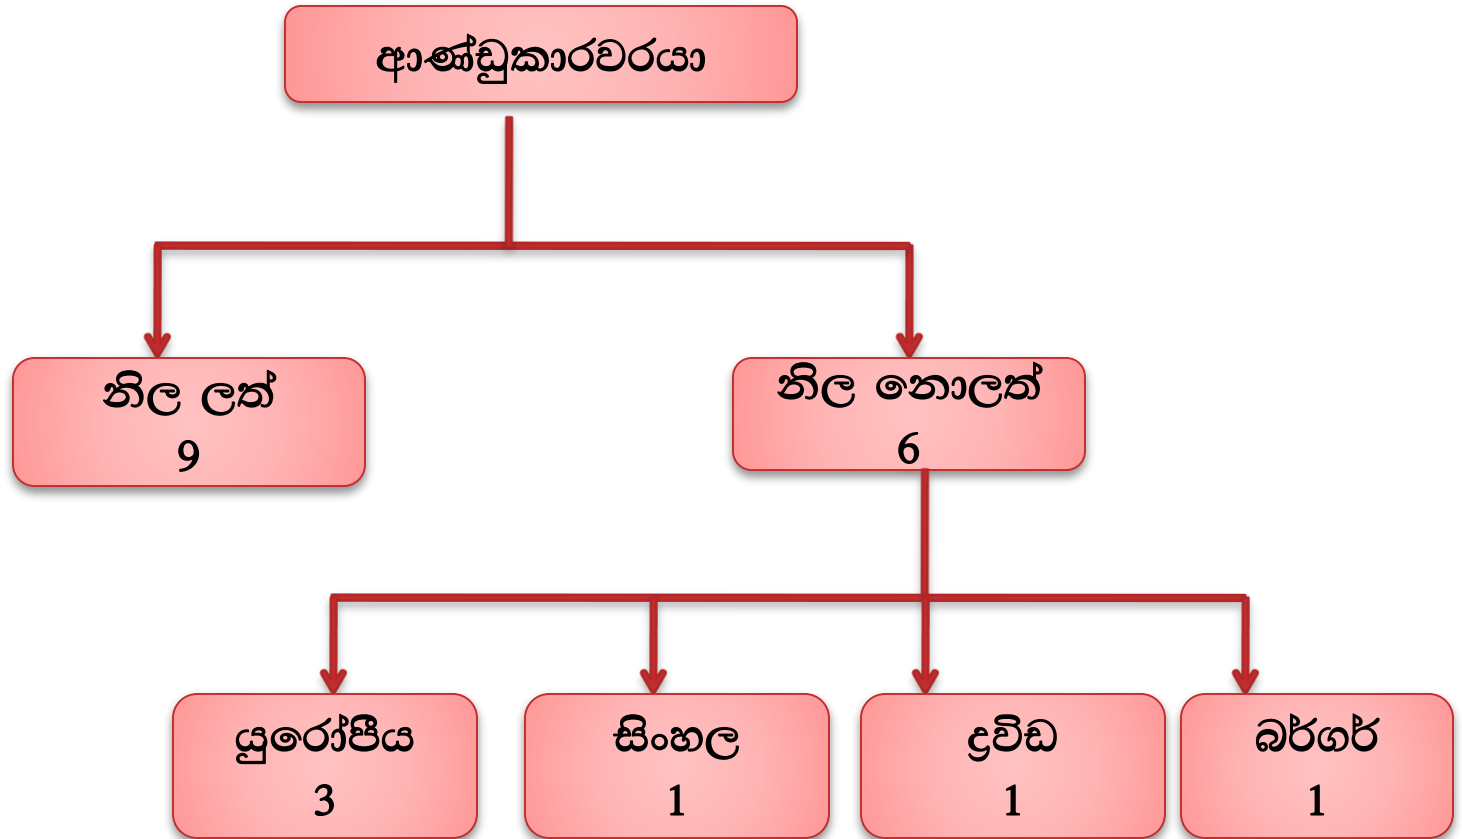 ආණ්ඩුකාරවරයා
නිල ලත්
9
නිල නොලත්
6
යුරෝපීය
3
සිංහල
1
ද්‍රවිඩ
1
බර්ගර්
1